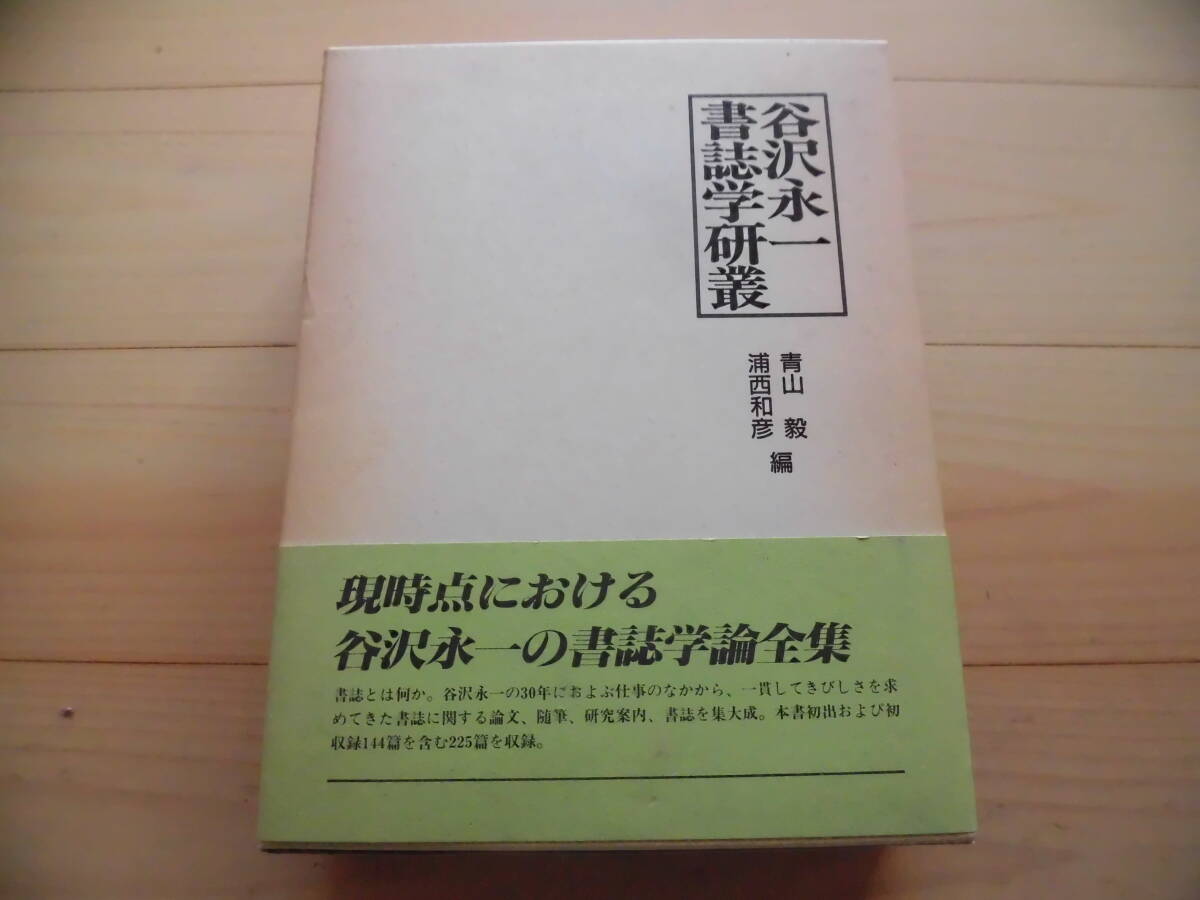 谷沢永一
書誌学研叢
青山 毅
浦西和彦
編
現時点における
谷沢永一の書誌学論全集
書誌とは何か。谷沢永一の30年におよぶ仕事のなかから、一貫してきびしさを求
めてきた書誌に関する論文、随筆、研究案内、書誌を集大成。本書初出および初
収録144篇を含む225篇を収録。